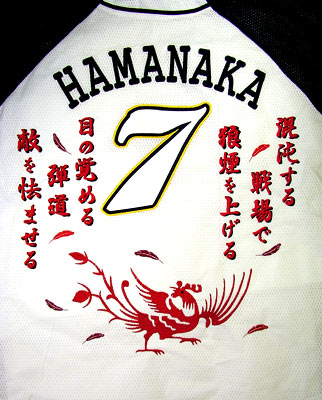 HAMANAKA
7
混沌する
戦場で
狼煙を上げる
目の覚める
弾道
敵を怯ませる